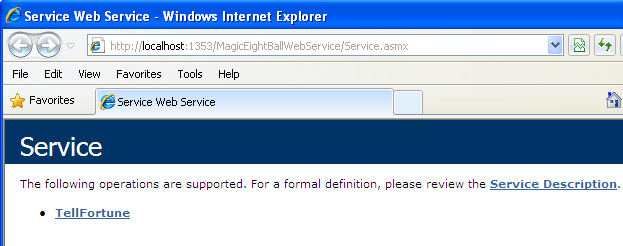 Service Web Service - Windows Internet Explorer
http://localhost:1353/MagicEightBallWebService/Service.asmx
File Edit View Favorites Tools Help
Favorites Service Web Service
Service
The following operations are supported. For a formal definition, please review the Service Description.
• TellFortune